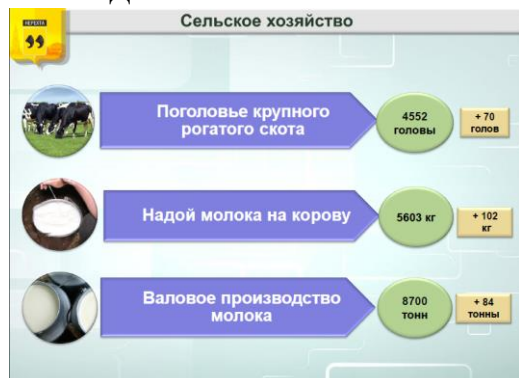 Сельское хозяйство
НЕРЕХТА
Поголовье крупного
рогатого скота
4552
головы
+ 70
голов
Надой молока на корову
5603 кг
+ 102
кг
Валовое производство
молока
8700
тонн
+ 84
тонны